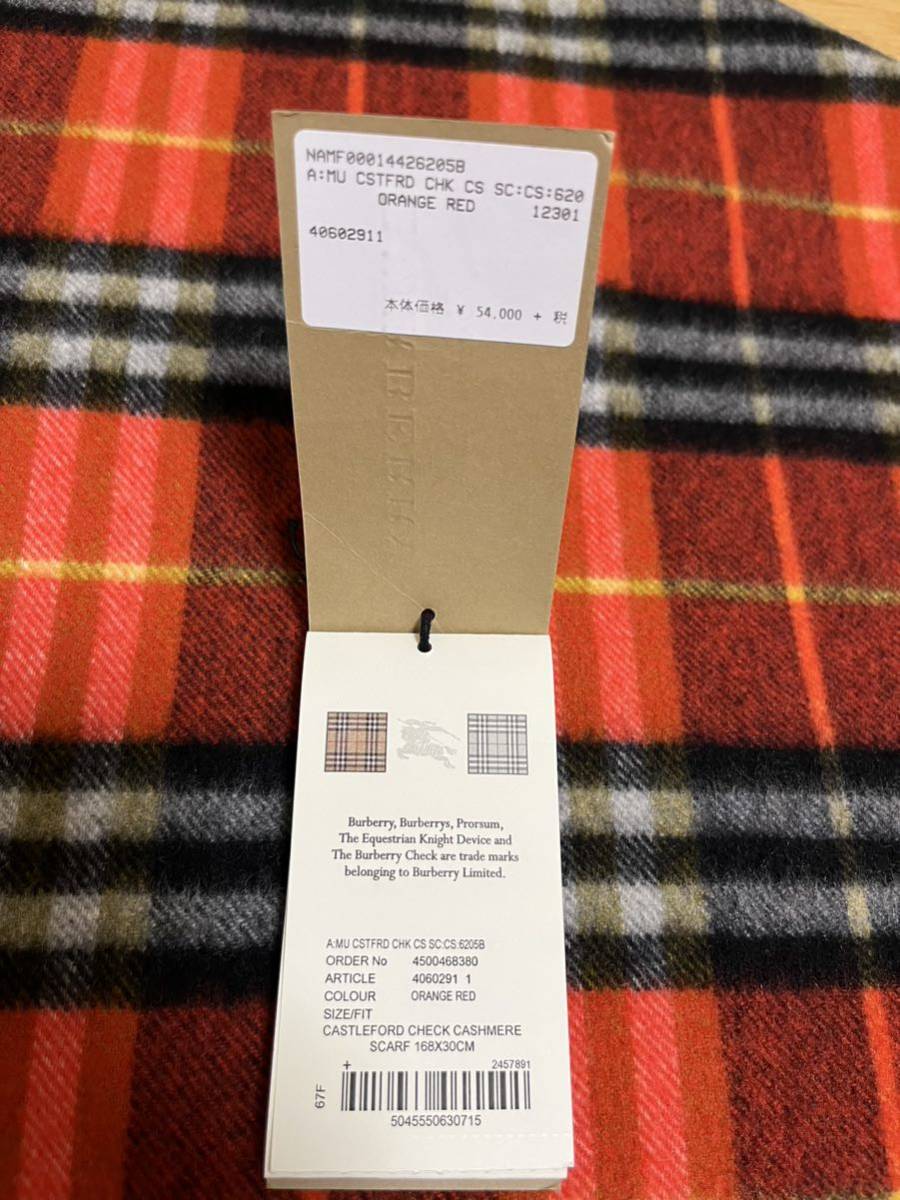 NAMF00014426205B
A:MU CSTFRD CHK CS SC:CS:620
ORANGE RED 12301
40602911
本体価格 ¥ 54,000 + 税
Burberry, Burberrys, Prorsum,
The Equestrian Knight Device and
The Burberry Check are trade marks
belonging to Burberry Limited.
A:MU CSTFRD CHK CS SC:CS:6205B
ORDER No 4500468380
ARTICLE 4060291 1
COLOUR ORANGE RED
SIZE/FIT
CASTLEFORD CHECK CASHMERE
SCARF 168X30CM
+ 2457891
67F
5045550630715